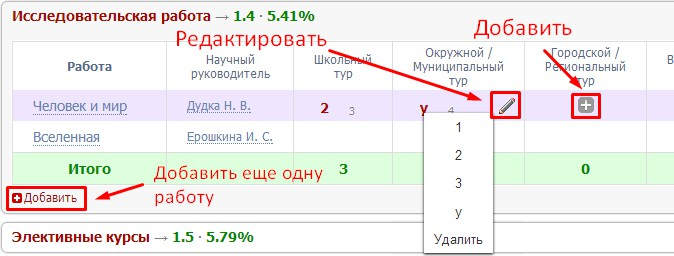 Исследовательская работа → 1.4 · 5.41%
Редактировать
Добавить
Работа
Научный
руководитель
Школьный
тур
Окружной /
Муниципальный
тур
Городской /
Региональный
тур
В
Человек и мир
Дудка Н. В.
2 3
у 4
Вселенная
Ерошкина И. С.
Итого
3
0
1
2
3
у
Удалить
Добавить
Добавить еще одну
работу
Элективные курсы → 1.5 · 5.79%